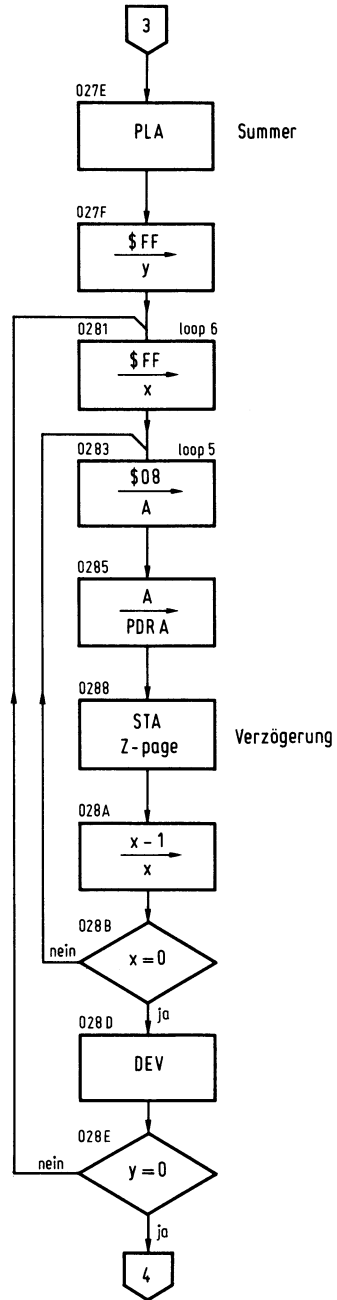 3
027E
PLA
Summer
027F
$FF
y
0281
loop 6
$FF
x
0283
loop 5
$08
A
0285
A
PDR A
0288
STA
Z-page
Verzögerung
028A
x - 1
x
028B
nein
x = 0
ja
028D
DEV
028E
nein
y = 0
ja
4